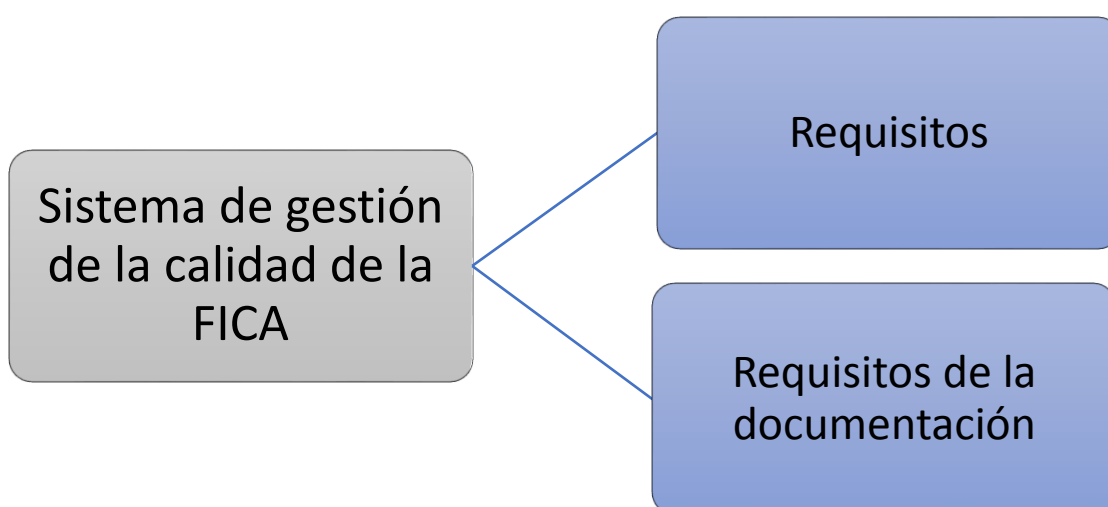 Sistema de gestión
de la calidad de la
FICA
Requisitos
Requisitos de la
documentación